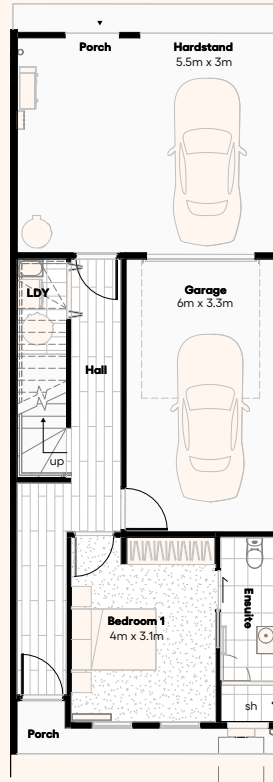 Porch
Hardstand
5.5m x 3m
LDY
Garage
6m x 3.3m
Hall
up
Ensuite
Bedroom 1
4m x 3.1m
sh
Porch